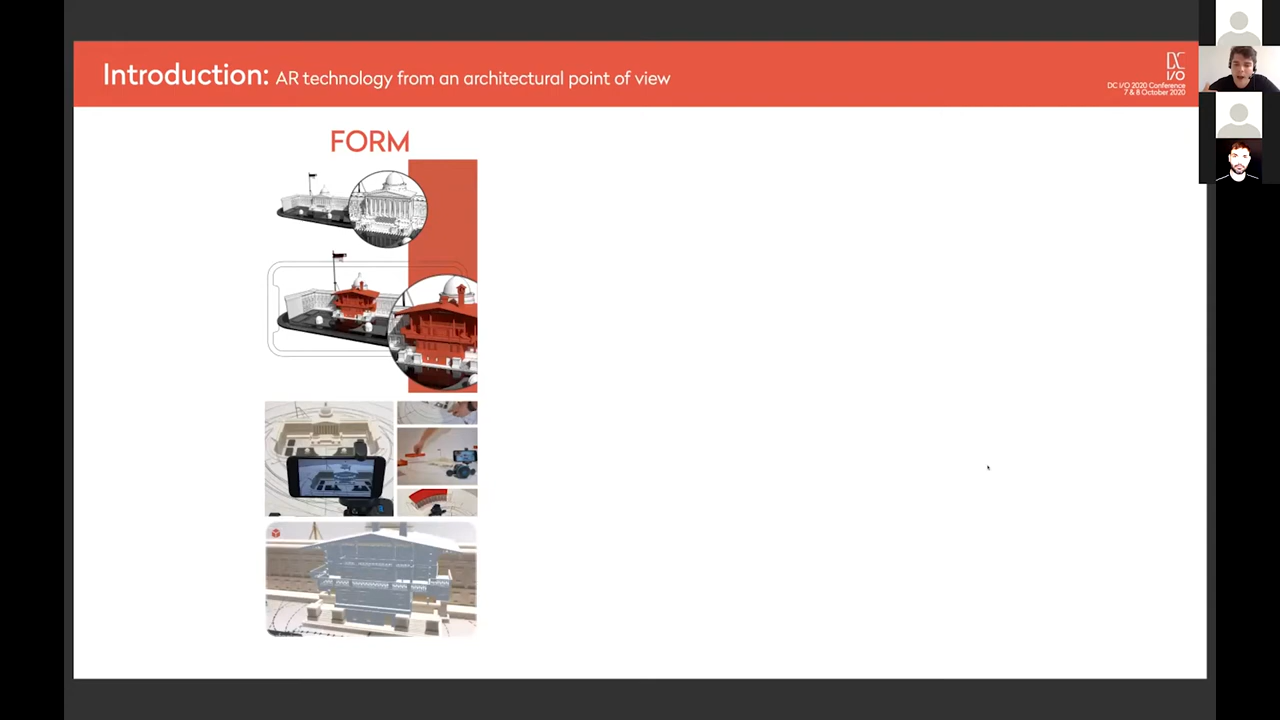 Introduction: AR technology from an architectural point of view
DC
I/O
DC I/O 2020 Conference
7 & 8 October 2020
FORM